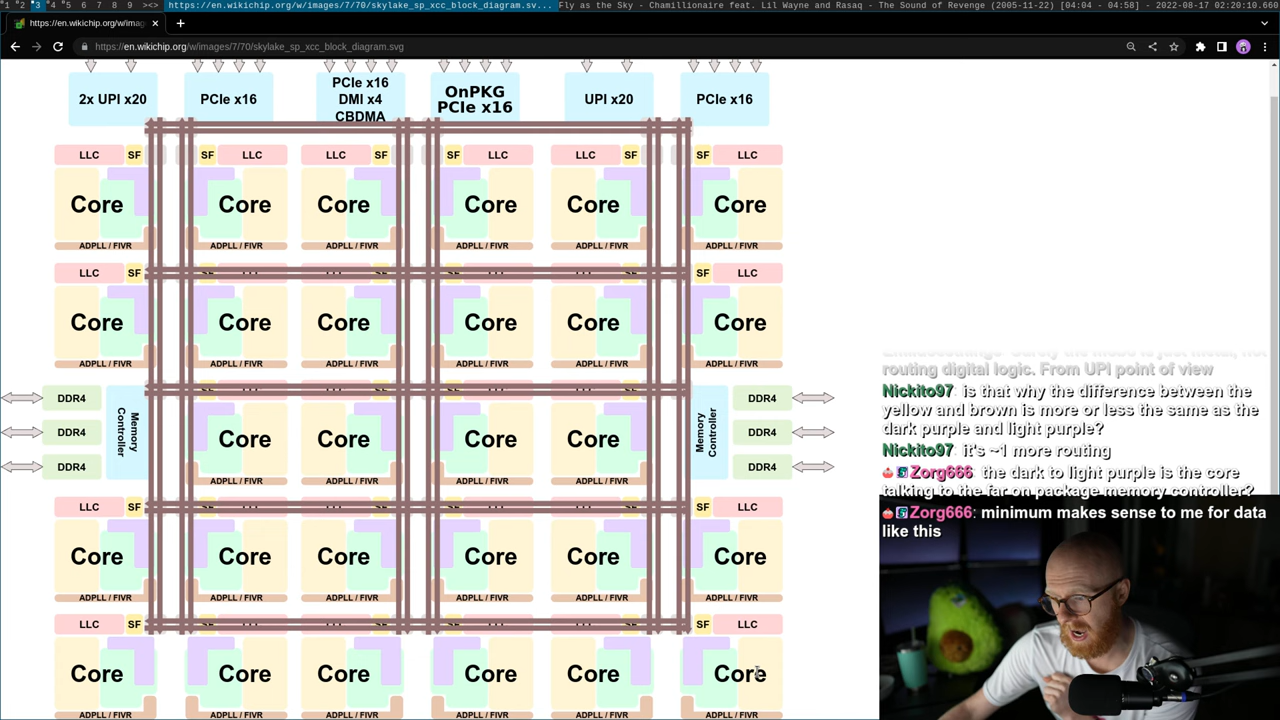 1 2 3 4 5 6 7 8 9 ><> https://en.wikichip.org/w/images/7/70/skylake_sp_xcc_block_diagram.sv... Fly as the Sky - Chamillionaire feat. Lil Wayne and Rasaq - The Sound of Revenge (2005-11-22) [04:04 - 04:58] - 2022-08-17 02:20:10.660
https://en.wikichip.org/w/imag
https://en.wikichip.org/w/images/7/70/skylake_sp_xcc_block_diagram.svg
2x UPI x20 PCIe x16 PCIe x16 DMI x4 CBDMA OnPKG PCIe x16 UPI x20 PCIe x16
LLC SF SF LLC LLC SF SF LLC LLC SF SF LLC
Core Core Core Core Core Core
ADPLL / FIVR ADPLL / FIVR ADPLL / FIVR ADPLL / FIVR ADPLL / FIVR ADPLL / FIVR
LLC SF SF LLC
Core Core Core Core Core Core
ADPLL / FIVR ADPLL / FIVR ADPLL / FIVR ADPLL / FIVR ADPLL / FIVR ADPLL / FIVR
DDR4 DDR4
DDR4 Memory Controller Core Core Core Core Memory Controller DDR4
DDR4 DDR4
ADPLL / FIVR ADPLL / FIVR ADPLL / FIVR ADPLL / FIVR
LLC SF SF LLC
Core Core Core Core Core Core
ADPLL / FIVR ADPLL / FIVR ADPLL / FIVR ADPLL / FIVR ADPLL / FIVR ADPLL / FIVR
LLC SF SF LLC
Core Core Core Core Core Core
ADPLL / FIVR ADPLL / FIVR ADPLL / FIVR ADPLL / FIVR ADPLL / FIVR ADPLL / FIVR
routing digital logic. From UPI point of view
Nickito97: is that why the difference between the
yellow and brown is more or less the same as the
dark purple and light purple?
Nickito97: it's ~1 more routing
Zorg666: the dark to light purple is the core
talking to the far on package memory controller?
Zorg666: minimum makes sense to me for data
like this